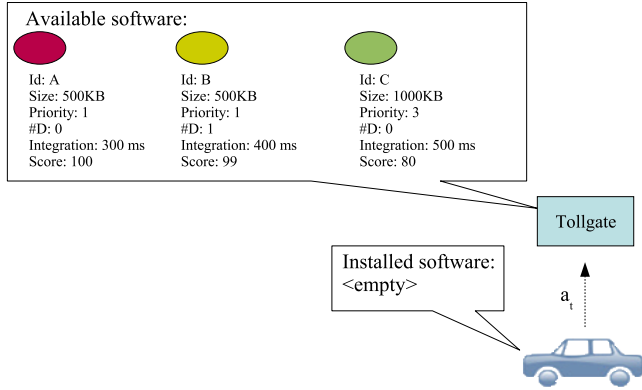 Available software:
Id: A
Size: 500KB
Priority: 1
#D: 0
Integration: 300 ms
Score: 100
Id: B
Size: 500KB
Priority: 1
#D: 1
Integration: 400 ms
Score: 99
Id: C
Size: 1000KB
Priority: 3
#D: 0
Integration: 500 ms
Score: 80
Tollgate
Installed software:
<empty>
at